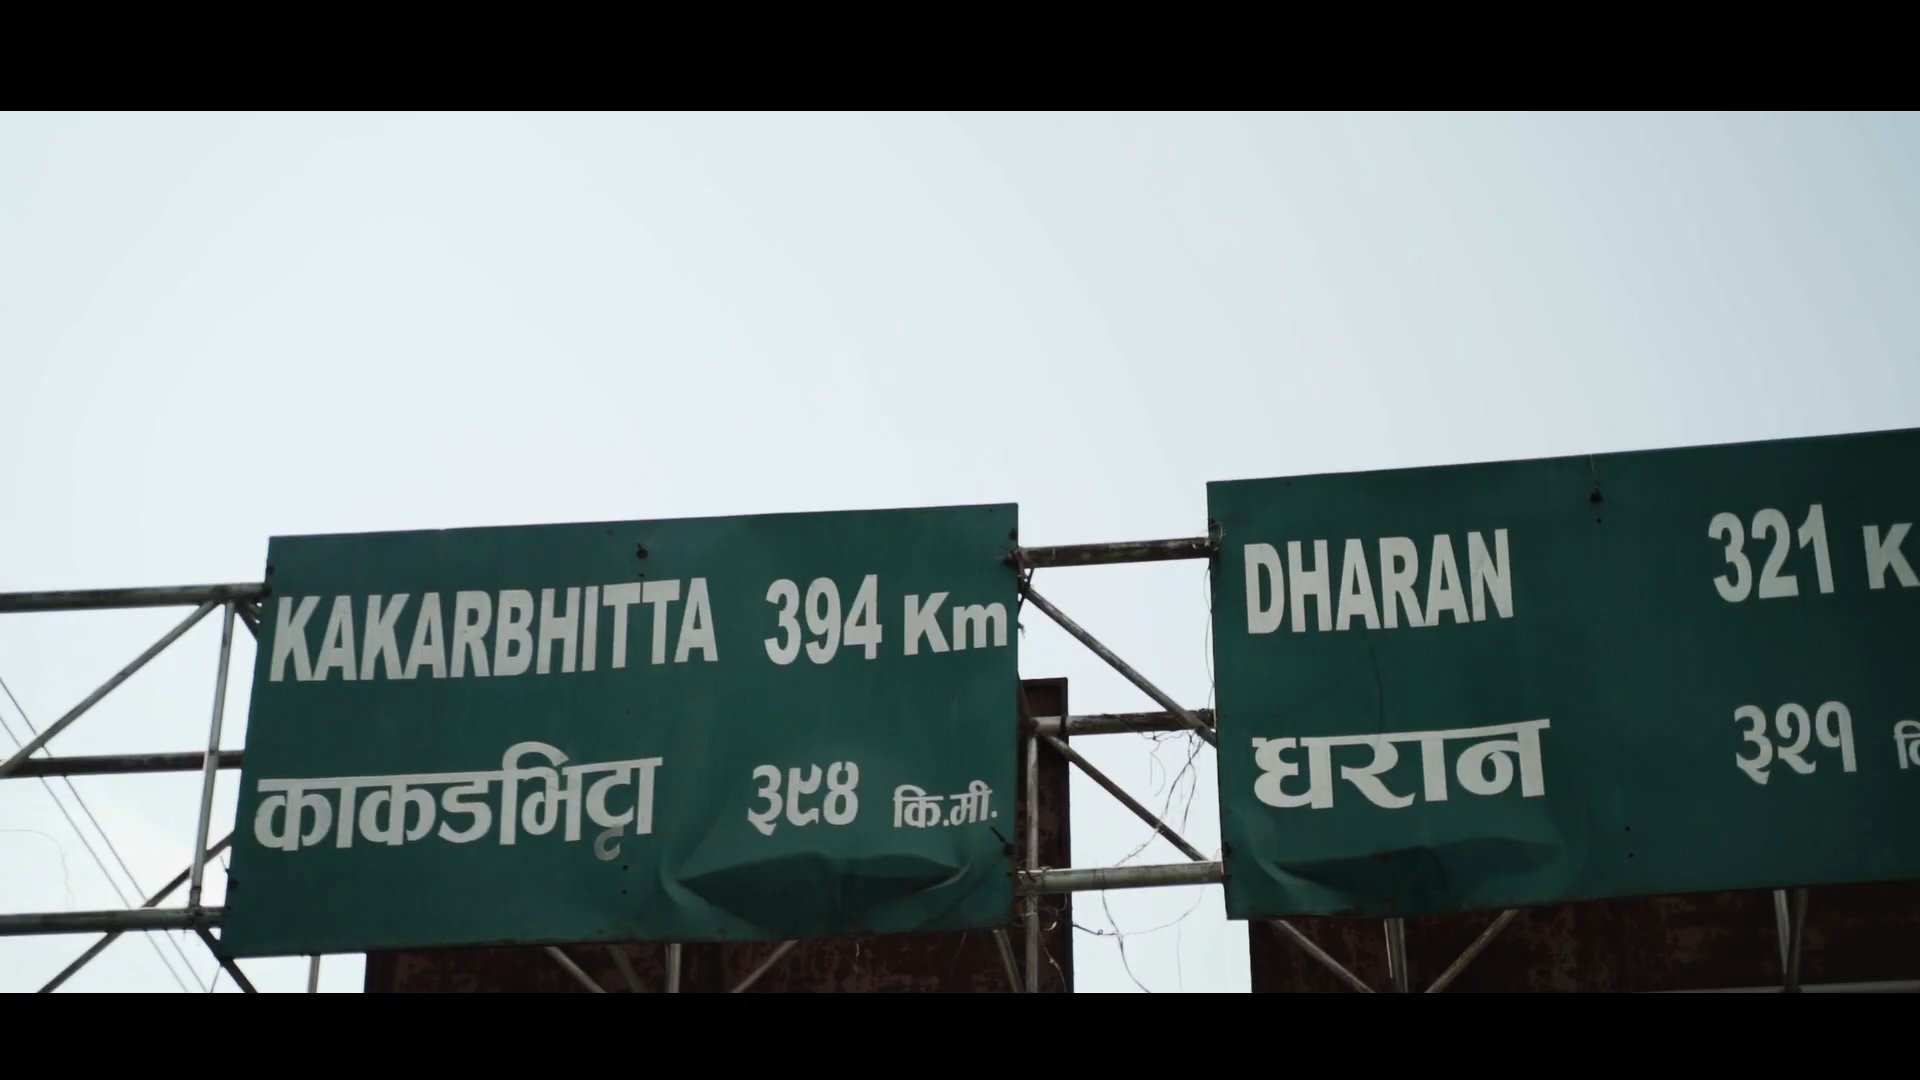 KAKARBHITTA 394 Km
काकडभिट्टा ३९४ कि.मी.
DHARAN 321 K
धरान ३२१